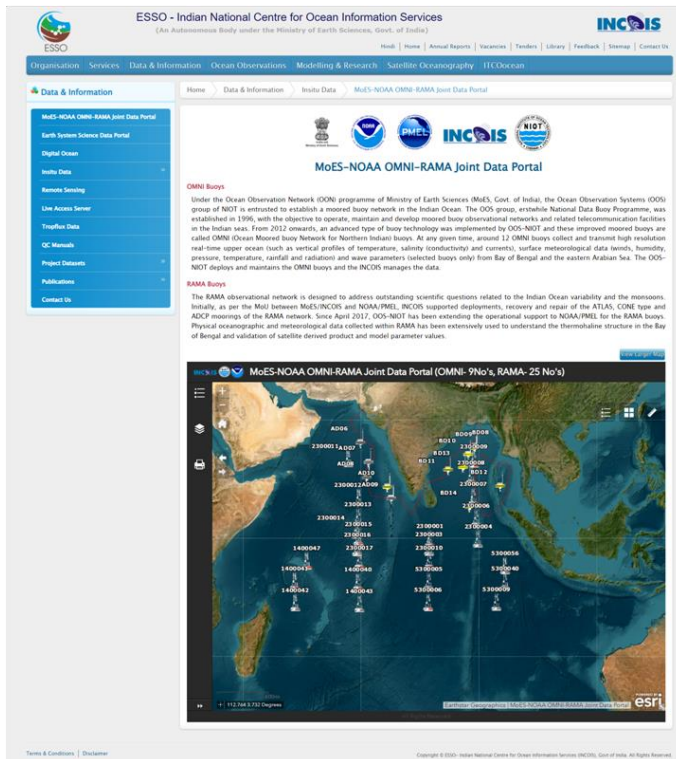 ESSO - Indian National Centre for Ocean Information Services
(An Autonomous Body under the Ministry of Earth Sciences, Govt. of India)
ESSO
INCOIS
Hindi | Home | Annual Reports | Vacancies | Tenders | Library | Feedback | Sitemap | Contact Us
Organisation Services Data & Information Ocean Observations Modelling & Research Satellite Oceanography ITCOocean
Data & Information
Home Data & Information Insitu Data MoES-NOAA OMNI-RAMA Joint Data Portal
MoES-NOAA OMNI-RAMA Joint Data Portal
Earth System Science Data Portal
Digital Ocean
Insitu Data
Remote Sensing
Live Access Server
Tropflux Data
QC Manuals
Project Datasets
Publications
Contact Us
NOAA
PMEL
INCOIS
NIOT
MoES-NOAA OMNI-RAMA Joint Data Portal
OMNI Buoys
Under the Ocean Observation Network (OON) programme of Ministry of Earth Sciences (MoES, Govt. of India), the Ocean Observation Systems (OOS)
group of NIOT is entrusted to establish a moored buoy network in the Indian Ocean. The OOS group, erstwhile National Data Buoy Programme, was
established in 1996, with the objective to operate, maintain and develop moored buoy observational networks and related telecommunication facilities
in the Indian seas. From 2012 onwards, an advanced type of buoy technology was implemented by OOS-NIOT and these improved moored buoys are
called OMNI (Ocean Moored buoy Network for Northern Indian) buoys. At any given time, around 12 OMNI buoys collect and transmit high resolution
real-time upper ocean (such as vertical profiles of temperature, salinity (conductivity) and currents), surface meteorological data (winds, humidity,
pressure, temperature, rainfall and radiation) and wave parameters (selected buoys only) from Bay of Bengal and the eastern Arabian Sea. The OOS-
NIOT deploys and maintains the OMNI buoys and the INCOIS manages the data.
RAMA Buoys
The RAMA observational network is designed to address outstanding scientific questions related to the Indian Ocean variability and the monsoons.
Initially, as per the MoU between MoES/INCOIS and NOAA/PMEL, INCOIS supported deployments, recovery and repair of the ATLAS, CONE type and
ADCP moorings of the RAMA network. Since April 2017, OOS-NIOT has been extending the operational support to NOAA/PMEL for the RAMA buoys.
Physical oceanographic and meteorological data collected within RAMA has been extensively used to understand the thermohaline structure in the Bay
of Bengal and validation of satellite derived product and model parameter values.
View Larger Map
INCOIS MoES-NOAA OMNI-RAMA Joint Data Portal (OMNI- 9No's, RAMA- 25 No's)
AD06
BD09 BD08
BD10
2300011 AD07
2300009
BD13
AD08
BD11
2300008
AD10
BD12
2300012 AD09
2300007
BD14
2300013
2300006
2300014
2300015
2300001
2300004
2300016
2300003
1400047
2300017
2300010
5300056
1400041
1400040
5300005
5300040
1400042
1400043
5300006
5300009
112.764 5.732 Degrees
Earthstar Geographics | MoES-NOAA OMNI-RAMA Joint Data Portal
POWERED BY
esri
All Rights Reserved
Terms & Conditions | Disclaimer
Copyright © ESSO- Indian National Centre for Ocean Information Services (INCOIS), Govt of India. All Rights Reserved.